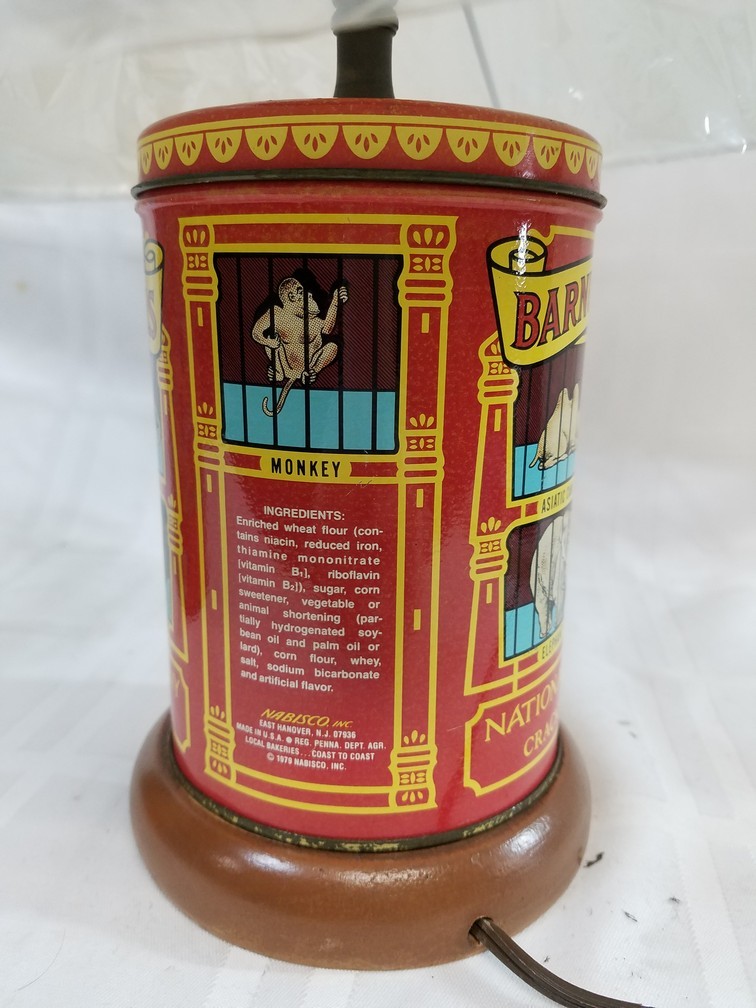 S
BARN
MONKEY
ASIATIC
INGREDIENTS:
Enriched wheat flour (con-
tains niacin, reduced iron,
thiamine mononitrate
[vitamin B₁], riboflavin
[vitamin B₂]), sugar, corn
sweetener, vegetable or
animal shortening (par-
tially hydrogenated soy-
bean oil and palm oil or
lard), corn flour, whey,
salt, sodium bicarbonate
and artificial flavor.
NABISCO, INC
EAST HANOVER, N.J. 07936
MADE IN U.S.A. ● REG. PENNA. DEPT. AGR.
LOCAL BAKERIES...COAST TO COAST
© 1979 NABISCO, INC.
NATION
CRAC